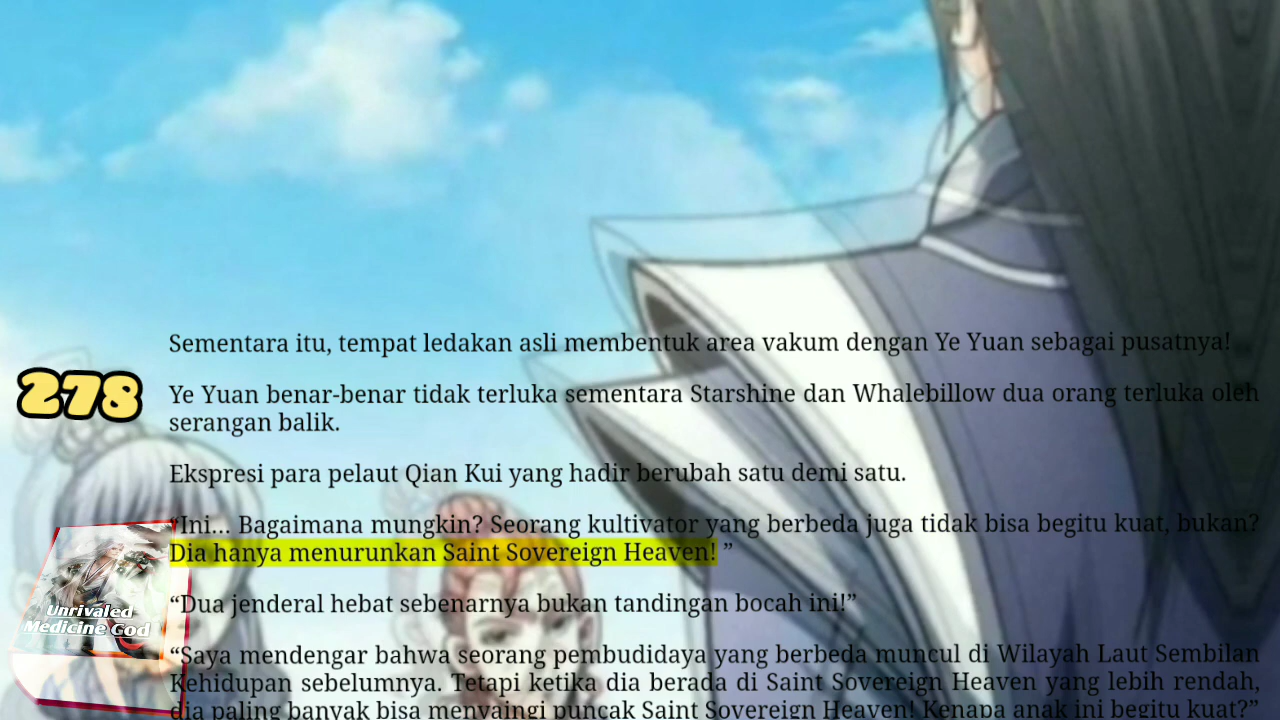 Sementara itu, tempat ledakan asli membentuk area vakum dengan Ye Yuan sebagai pusatnya!
278
Ye Yuan benar-benar tidak terluka sementara Starshine dan Whalebillow dua orang terluka oleh
serangan balik.
Ekspresi para pelaut Qian Kui yang hadir berubah satu demi satu.
“Ini... Bagaimana mungkin? Seorang kultivator yang berbeda juga tidak bisa begitu kuat, bukan?
Dia hanya menurunkan Saint Sovereign Heaven! ”
“Dua jenderal hebat sebenarnya bukan tandingan bocah ini!”
Unrivaled
Medicine God
“Saya mendengar bahwa seorang pembudidaya yang berbeda muncul di Wilayah Laut Sembilan
Kehidupan sebelumnya. Tetapi ketika dia berada di Saint Sovereign Heaven yang lebih rendah,
dia paling banyak bisa menyaingi puncak Saint Sovereign Heaven! Kenapa anak ini begitu kuat?”